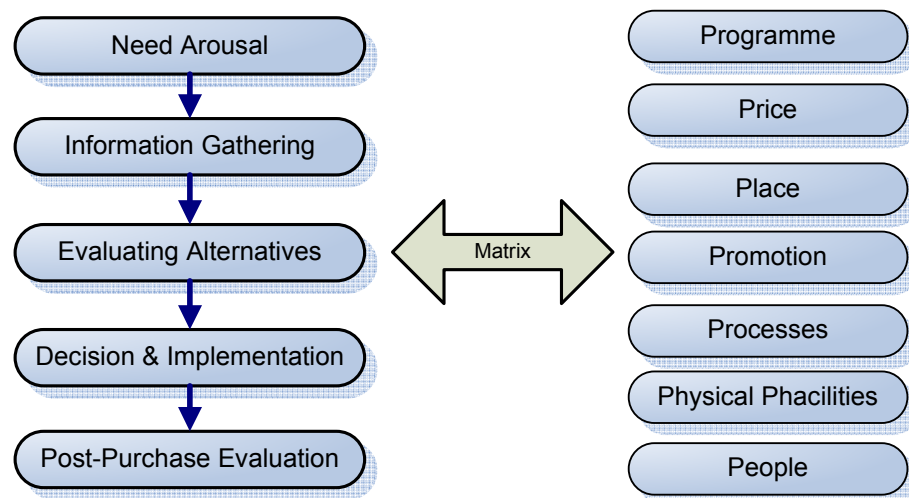 Need Arousal
Information Gathering
Evaluating Alternatives
Decision & Implementation
Post-Purchase Evaluation
Matrix
Programme
Price
Place
Promotion
Processes
Physical Phacilities
People